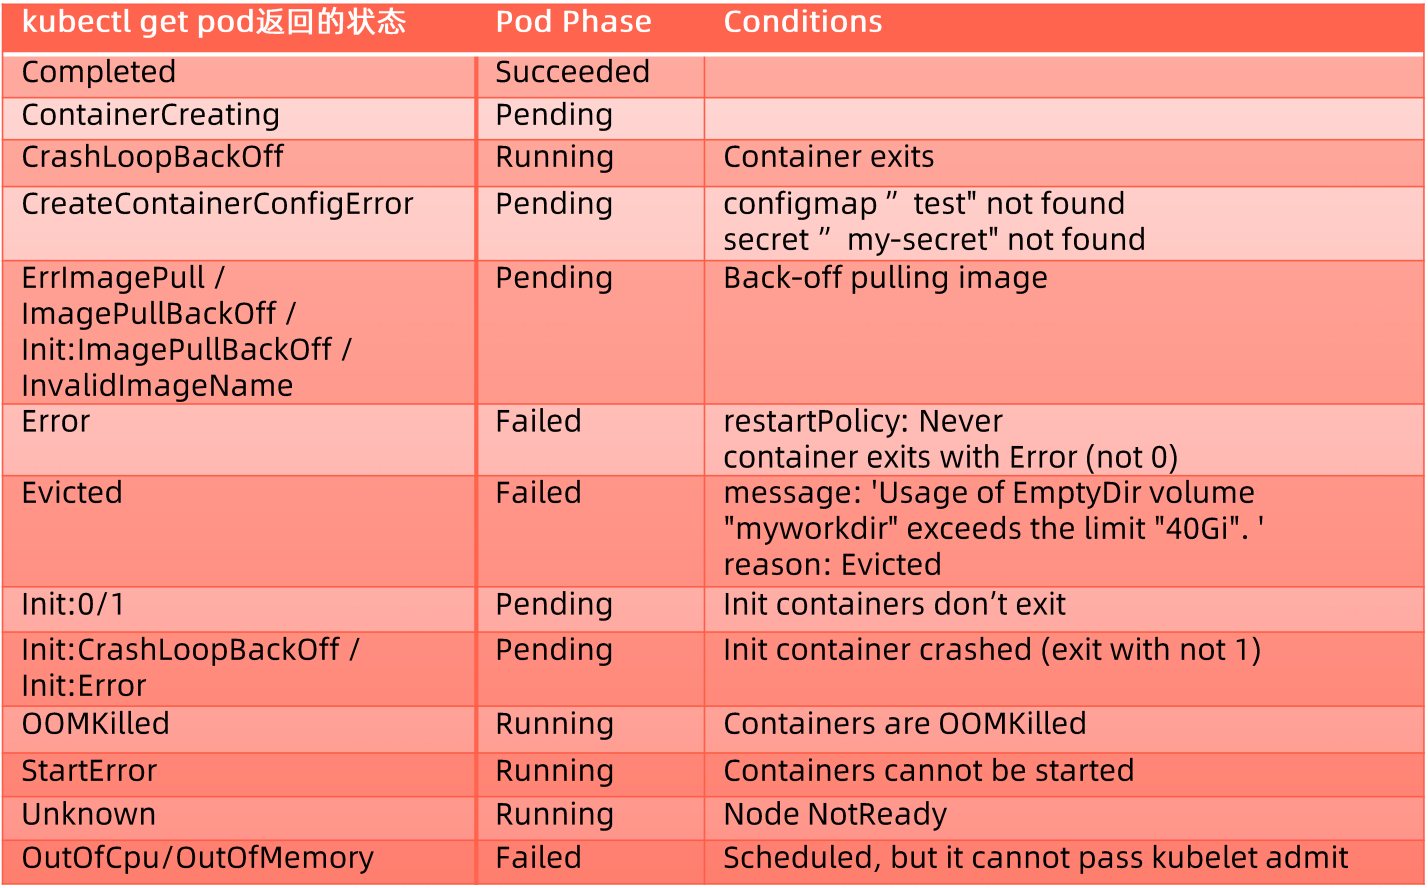 kubectl get pod返回的状态 Pod Phase Conditions
Completed Succeeded
ContainerCreating Pending
CrashLoopBackOff Running Container exits
CreateContainerConfigError Pending configmap ”test" not found
secret ”my-secret" not found
ErrImagePull / Pending Back-off pulling image
ImagePullBackOff /
Init:ImagePullBackOff /
InvalidImageName
Error Failed restartPolicy: Never
container exits with Error (not 0)
Evicted Failed message: 'Usage of EmptyDir volume
"myworkdir" exceeds the limit "40Gi". '
reason: Evicted
Init:0/1 Pending Init containers don’t exit
Init:CrashLoopBackOff / Pending Init container crashed (exit with not 1)
Init:Error
OOMKilled Running Containers are OOMKilled
StartError Running Containers cannot be started
Unknown Running Node NotReady
OutOfCpu/OutOfMemory Failed Scheduled, but it cannot pass kubelet admit